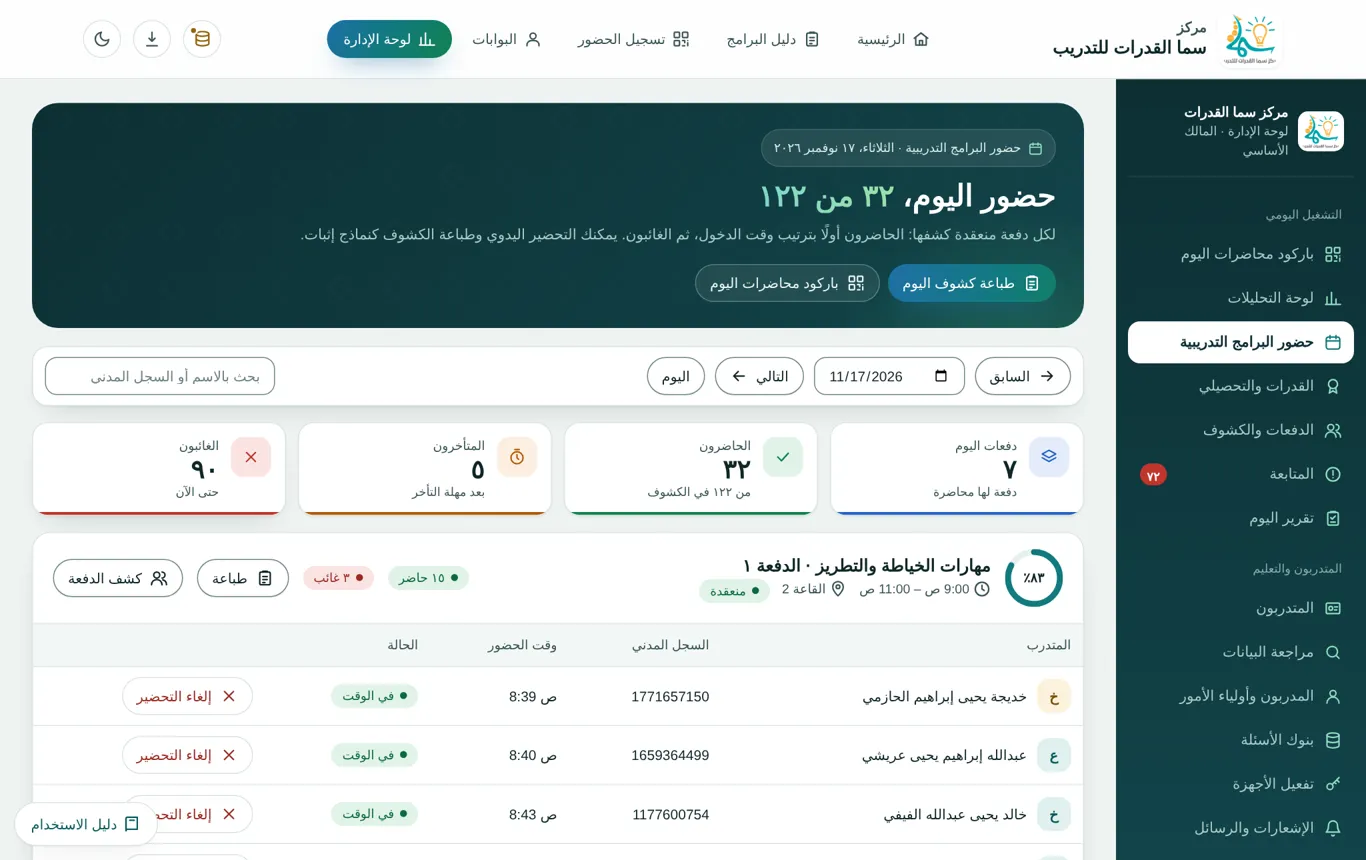 مركز
سما القدرات للتدريب
الرئيسية
دليل البرامج
تسجيل الحضور
البوابات
لوحة الإدارة
مركز سما القدرات
لوحة الإدارة · المالك الأساسي
التشغيل اليومي
باركود محاضرات اليوم
لوحة التحليلات
حضور البرامج التدريبية
القدرات والتحصيلي
الدفعات والكشوف
المتابعة
٧٢
تقرير اليوم
المتدربون والتعليم
المتدربون
مراجعة البيانات
المدربون وأولياء الأمور
بنوك الأسئلة
تفعيل الأجهزة
الإشعارات والرسائل
حضور البرامج التدريبية · الثلاثاء، ١٧ نوفمبر ٢٠٢٦
حضور اليوم، ٣٢ من ١٢٢
لكل دفعة منعقدة كشفها: الحاضرون أولًا بترتيب وقت الدخول، ثم الغائبون. يمكنك التحضير اليدوي وطباعة الكشوف كنماذج إثبات.
طباعة كشوف اليوم
باركود محاضرات اليوم
السابق
11/17/2026
التالي
اليوم
بحث بالاسم أو السجل المدني
دفعات اليوم
٧
دفعة لها محاضرة
الحاضرون
٣٢
من ١٢٢ في الكشوف
المتأخرون
٥
بعد مهلة التأخر
الغائبون
٩٠
حتى الآن
٨٣٪
مهارات الخياطة والتطريز · الدفعة ١
9:00 ص – 11:00 ص
القاعة 2
منعقدة
١٥ حاضر
٣ غائب
طباعة
كشف الدفعة
المتدرب
السجل المدني
وقت الحضور
الحالة
خ
خديجة يحيى إبراهيم الحازمي
1771657150
8:39 ص
في الوقت
إلغاء التحضير
ع
عبدالله إبراهيم يحيى عريشي
1659364499
8:40 ص
في الوقت
إلغاء التحضير
خ
خالد يحيى عبدالله الفيفي
1177600754
8:43 ص
في الوقت
إلغاء التحض
دليل الاستخدام